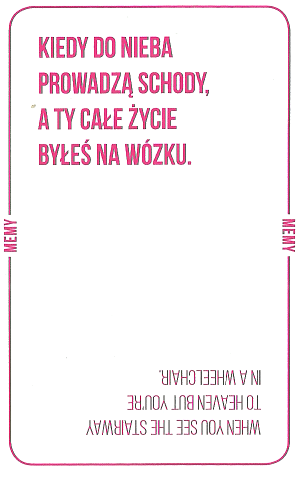 KIEDY DO NIEBA
PROWADZĄ SCHODY,
A TY CAŁE ŻYCIE
BYŁEŚ NA WÓZKU.
MEMY
MEMY
WHEN YOU SEE THE STAIRWAY
TO HEAVEN BUT YOU'RE
IN A WHEELCHAIR.